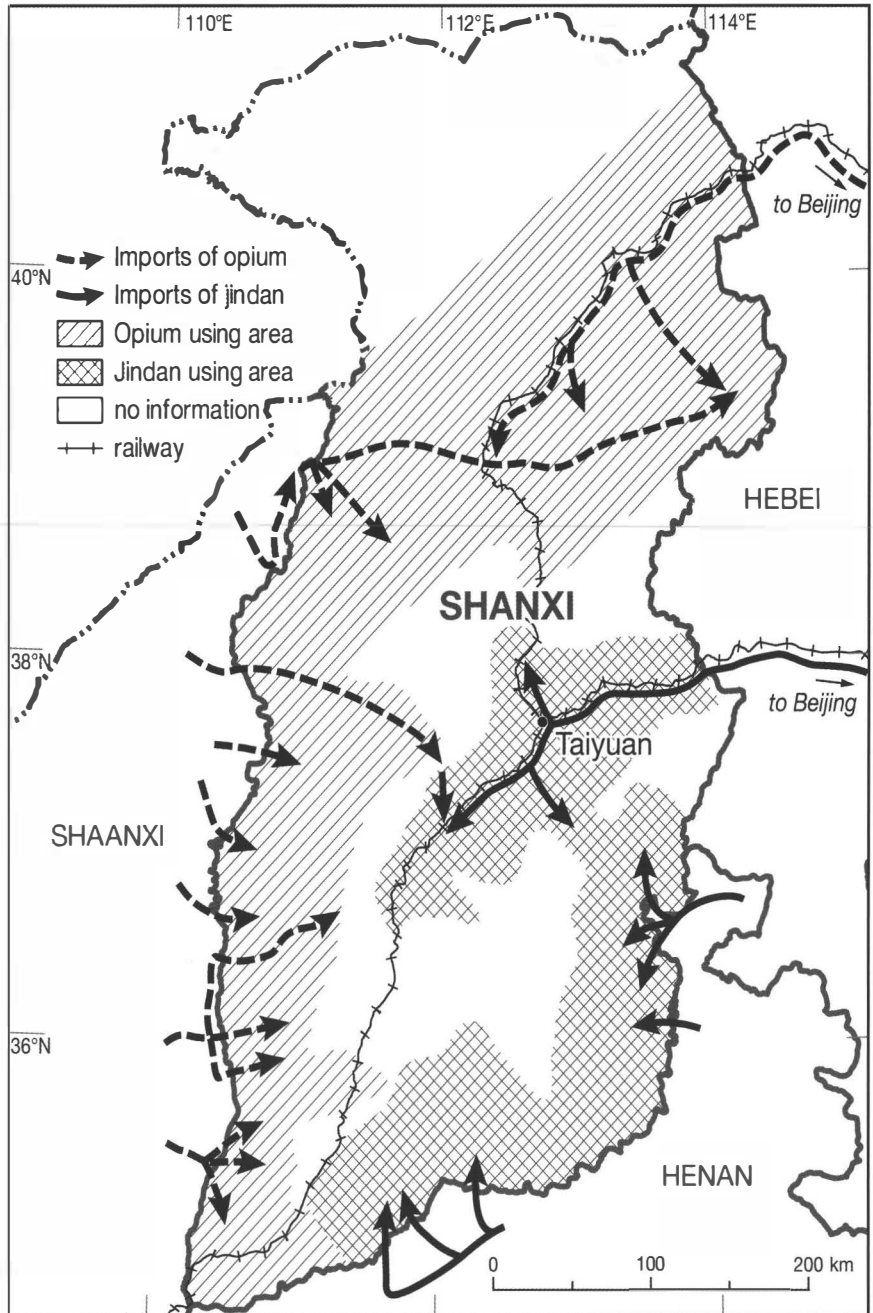 110°E
112°E
114°E
to Beijing
40°N
Imports of opium
Imports of jindan
Opium using area
Jindan using area
no information
railway
HEBEI
SHANXI
38°N
to Beijing
Taiyuan
SHAANXI
36°N
HENAN
0 100 200 km